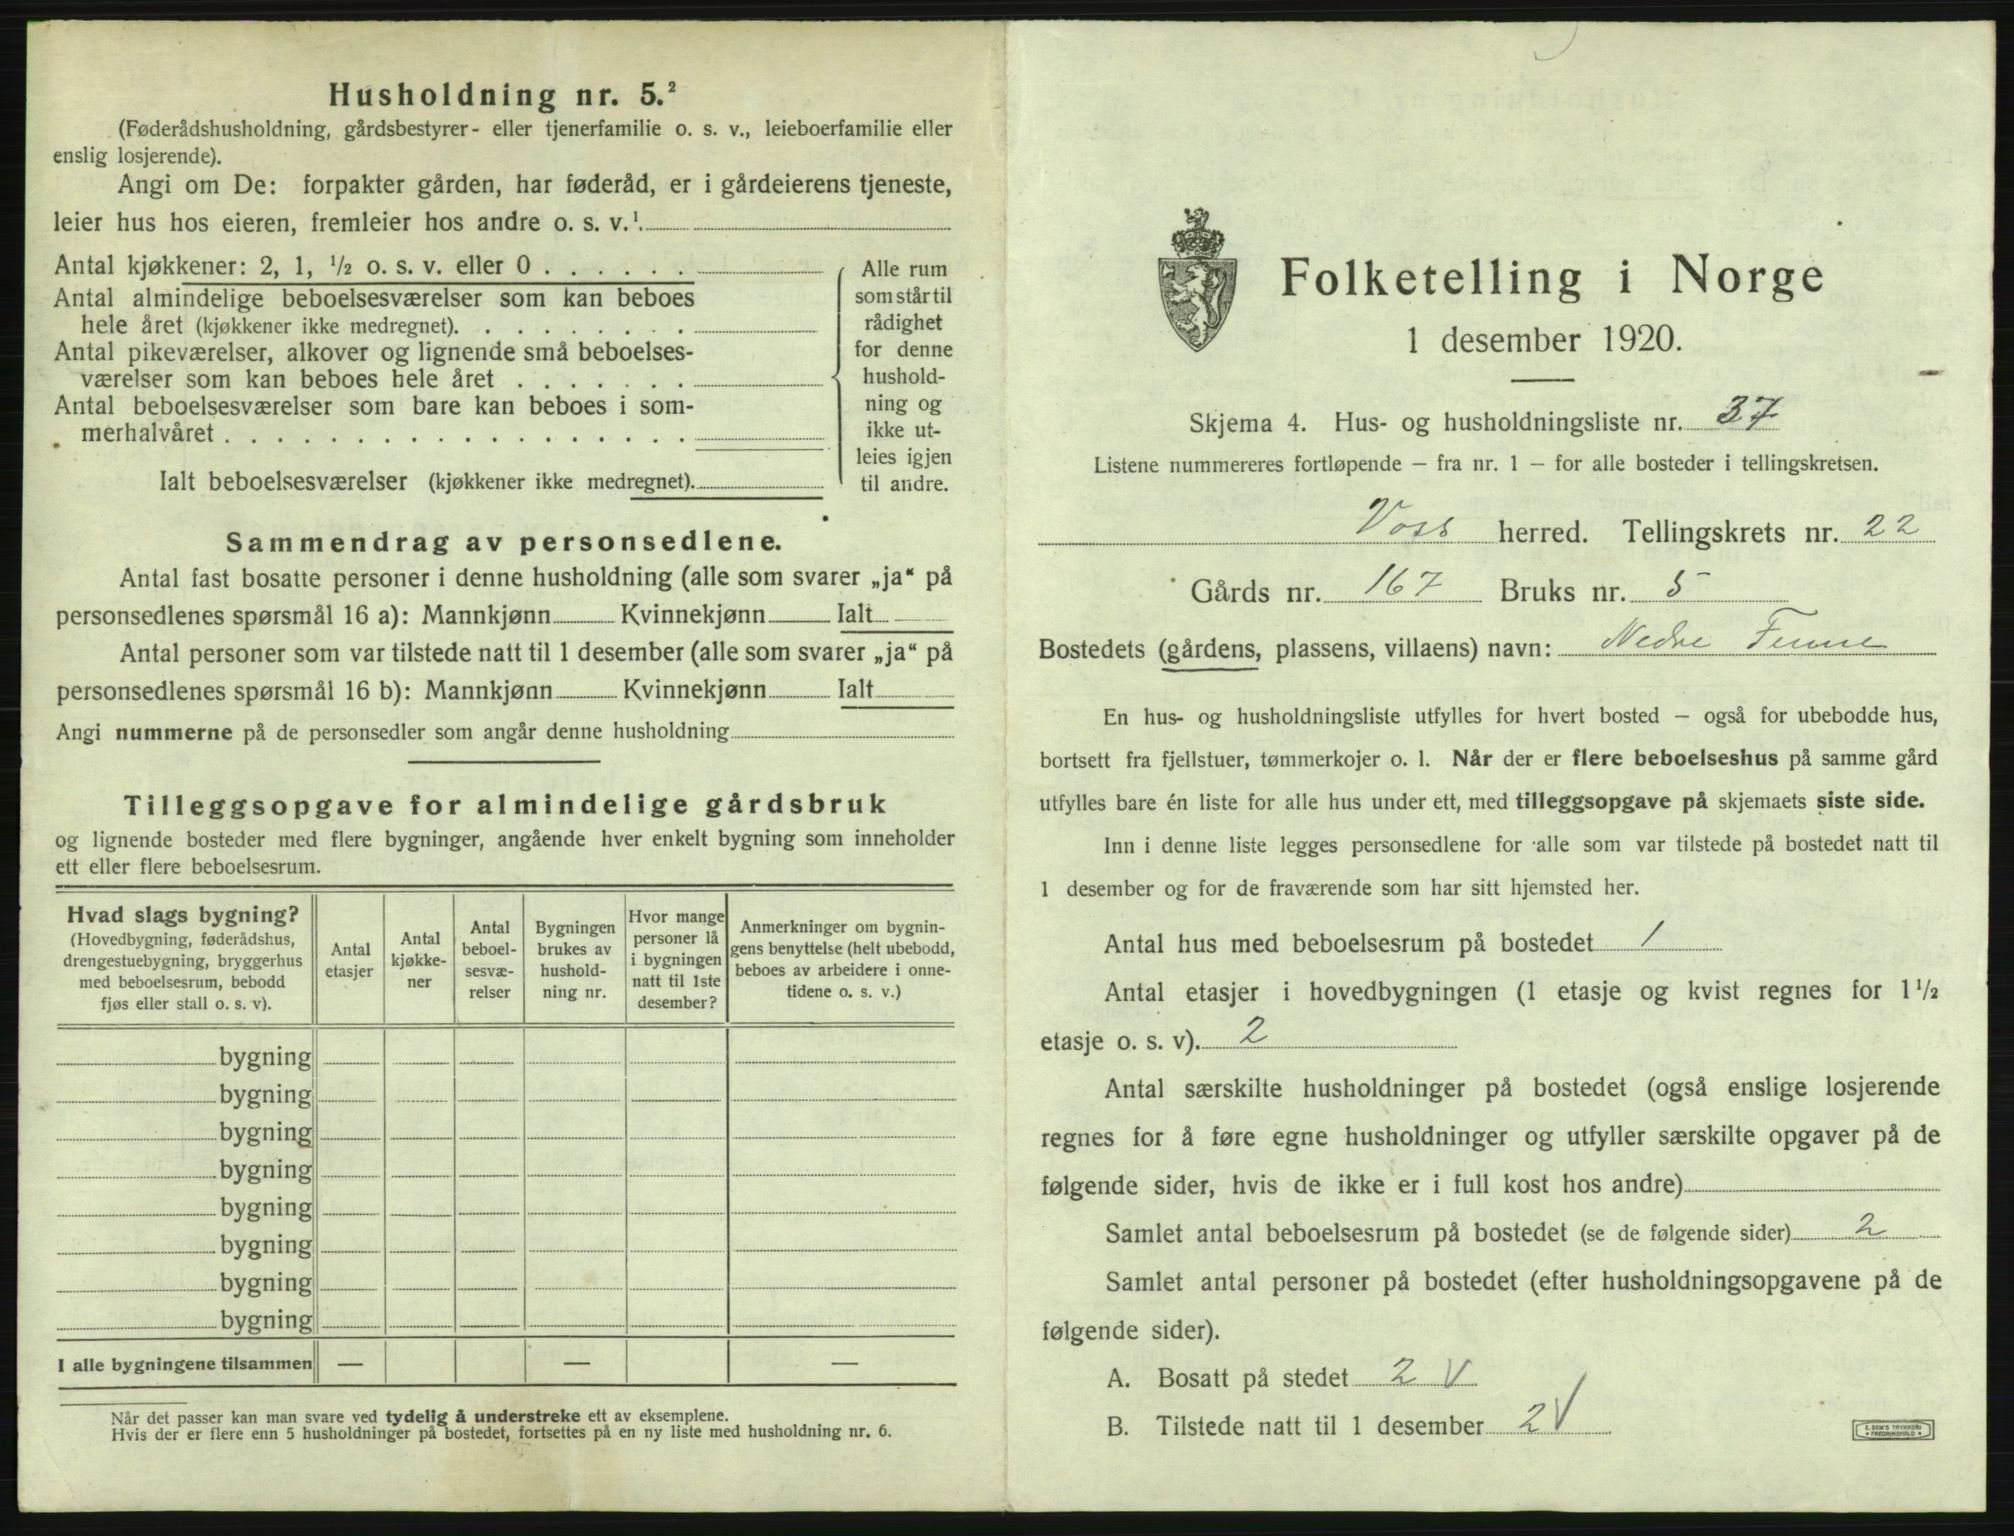 Husholdning nr. 5.²
(Føderådshusholdning, gårdsbestyrer- eller tjenerfamilie o. s. v., leieboerfamilie eller
enslig losjerende).
Angi om De: forpakter gården, har føderåd, er i gårdeierens tjeneste,
leier hus hos eieren, fremleier hos andre o. s. v.¹
Antal kjøkkener: 2, 1, ½ o. s. v. eller 0 . . . . . .
Antal almindelige beboelsesværelser som kan beboes
hele året (kjøkkener ikke medregnet). . . . . . . . .
Antal pikeværelser, alkover og lignende små beboelses-
værelser som kan beboes hele året . . . . . . .
Antal beboelsesværelser som bare kan beboes i som-
merhalvåret . . . . . . . . . . . . . . . . . .
Ialt beboelsesværelser (kjøkkener ikke medregnet).
Alle rum
som står til
rådighet
for denne
hushold-
ning og
ikke ut-
leies igjen
til andre.
Sammendrag av personsedlene.
Antal fast bosatte personer i denne husholdning (alle som svarer „ja“ på
personsedlenes spørsmål 16 a): Mannkjønn Kvinnekjønn Ialt
Antal personer som var tilstede natt til 1 desember (alle som svarer „ja“ på
personsedlenes spørsmål 16 b): Mannkjønn Kvinnekjønn Ialt
Angi nummerne på de personsedler som angår denne husholdning
Tilleggsopgave for almindelige gårdsbruk
og lignende bosteder med flere bygninger, angående hver enkelt bygning som inneholder
ett eller flere beboelsesrum.
Hvad slags bygning?
(Hovedbygning, føderådshus,
drengestuebygning, bryggerhus
med beboelsesrum, bebodd
fjøs eller stall o. s. v).
Antal
etasjer
Antal
kjøkke-
ner
Antal
beboel-
sesvæ-
relser
Bygningen
brukes av
hushold-
ning nr.
Hvor mange
personer lå
i bygningen
natt til 1ste
desember?
Anmerkninger om bygnin-
gens benyttelse (helt ubebodd,
beboes av arbeidere i onne-
tidene o. s. v.)
bygning
bygning
bygning
bygning
bygning
bygning
bygning
bygning
I alle bygningene tilsammen — — —
Når det passer kan man svare ved tydelig å understreke ett av eksemplene.
Hvis der er flere enn 5 husholdninger på bostedet, fortsettes på en ny liste med husholdning nr. 6.
Folketelling i Norge
1 desember 1920.
Skjema 4. Hus- og husholdningsliste nr. 37
Listene nummereres fortløpende – fra nr. 1 – for alle bosteder i tellingskretsen.
Voss herred. Tellingskrets nr. 22
Gårds nr. 167 Bruks nr. 5
Bostedets (gårdens, plassens, villaens) navn: Nedre Fenne
En hus- og husholdningsliste utfylles for hvert bosted – også for ubebodde hus,
bortsett fra fjellstuer, tømmerkojer o. l. Når der er flere beboelseshus på samme gård
utfylles bare én liste for alle hus under ett, med tilleggsopgave på skjemaets siste side.
Inn i denne liste legges personsedlene for alle som var tilstede på bostedet natt til
1 desember og for de fraværende som har sitt hjemsted her.
Antal hus med beboelsesrum på bostedet 1
Antal etasjer i hovedbygningen (1 etasje og kvist regnes for 1½
etasje o. s. v). 2
Antal særskilte husholdninger på bostedet (også enslige losjerende
regnes for å føre egne husholdninger og utfyller særskilte opgaver på de
følgende sider, hvis de ikke er i full kost hos andre)
Samlet antal beboelsesrum på bostedet (se de følgende sider) 2
Samlet antal personer på bostedet (efter husholdningsopgavene på de
følgende sider).
A. Bosatt på stedet 2 V
B. Tilstede natt til 1 desember 2 V
E. SEM'S TRYKKERI
FREDRIKSHALD